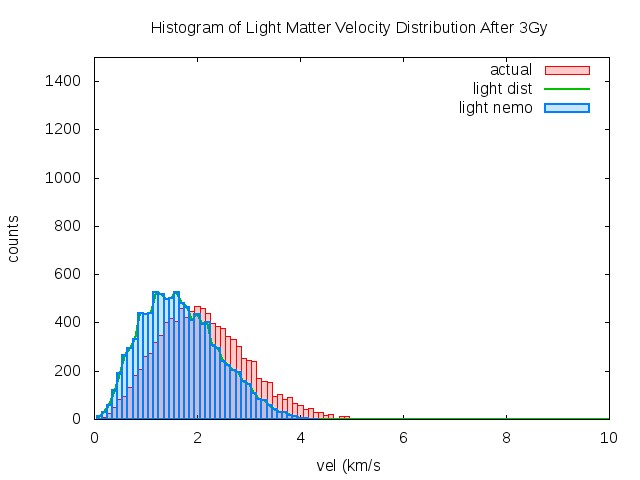 Histogram of Light Matter Velocity Distribution After 3Gy
actual
light dist
light nemo
1400
1200
1000
800
600
400
200
0
counts
0 2 4 6 8 10
vel (km/s